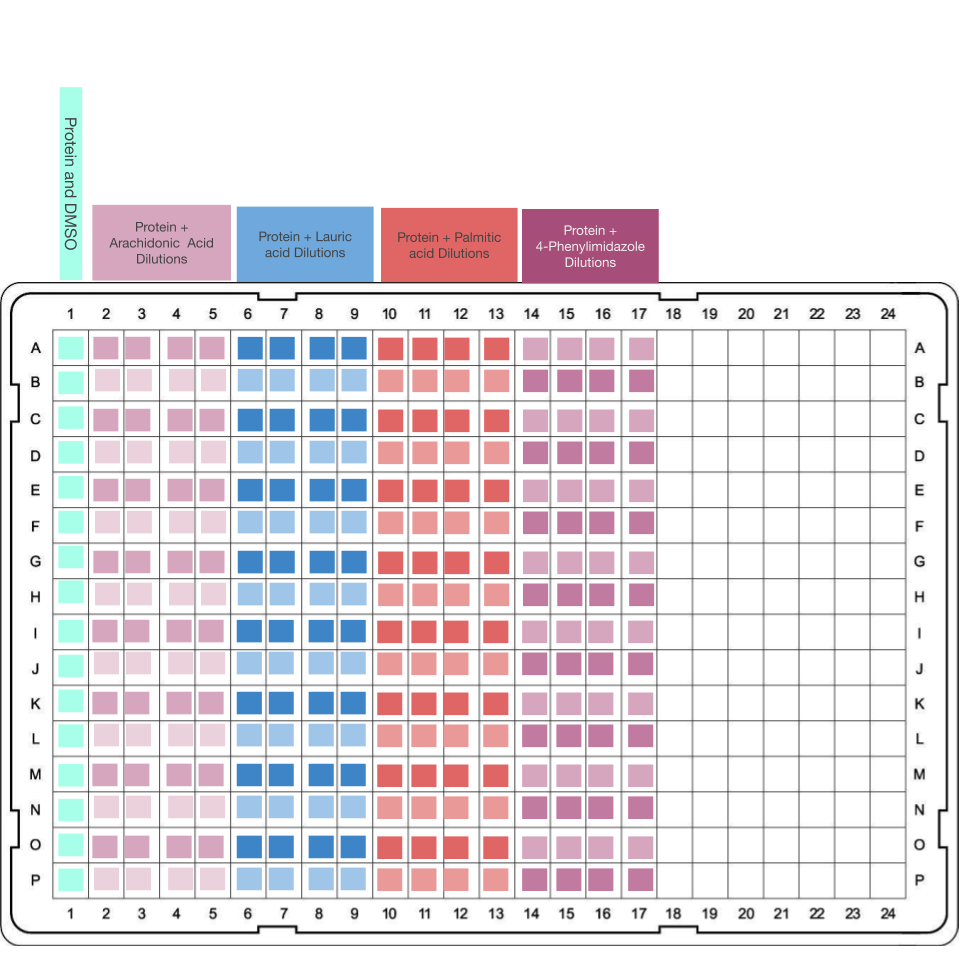 Protein and DMSO
Protein +
Arachidonic Acid
Dilutions
Protein + Lauric
acid Dilutions
Protein + Palmitic
acid Dilutions
Protein +
4-Phenylimidazole
Dilutions
1 2 3 4 5 6 7 8 9 10 11 12 13 14 15 16 17 18 19 20 21 22 23 24
A A
B B
C C
D D
E E
F F
G G
H H
I I
J J
K K
L L
M M
N N
O O
P P
1 2 3 4 5 6 7 8 9 10 11 12 13 14 15 16 17 18 19 20 21 22 23 24